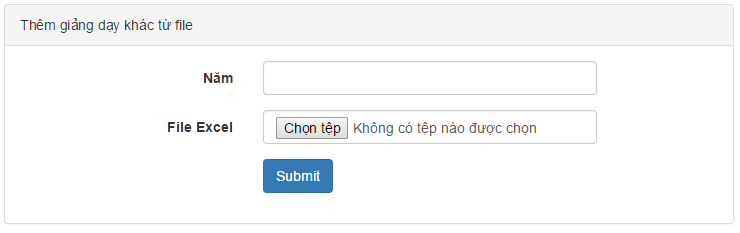 Thêm giảng dạy khác từ file
Năm
File Excel Chọn tệp Không có tệp nào được chọn
Submit